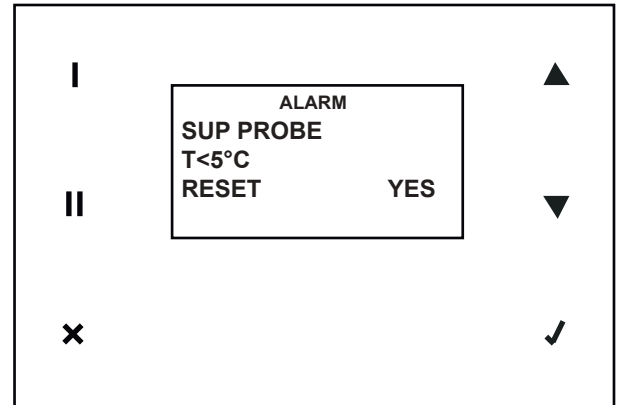 I
ALARM
SUP PROBE
T<5°C
RESET YES
II